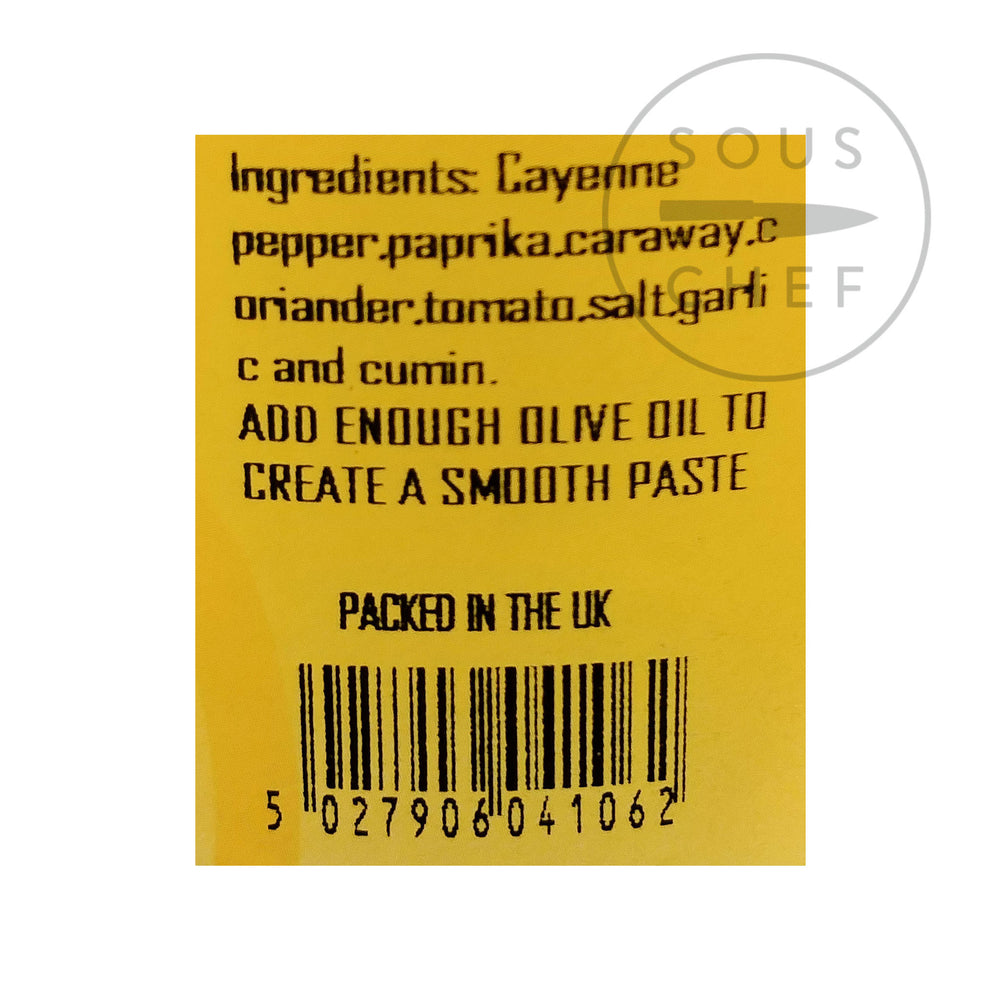 SOUS
CHEF
Ingredients: Cayenne
pepper,paprika,caraway,c
oriander,tomato,salt,garli
c and cumin.
ADD ENOUGH OLIVE OIL TO
CREATE A SMOOTH PASTE
PACKED IN THE UK
5 027906 041062